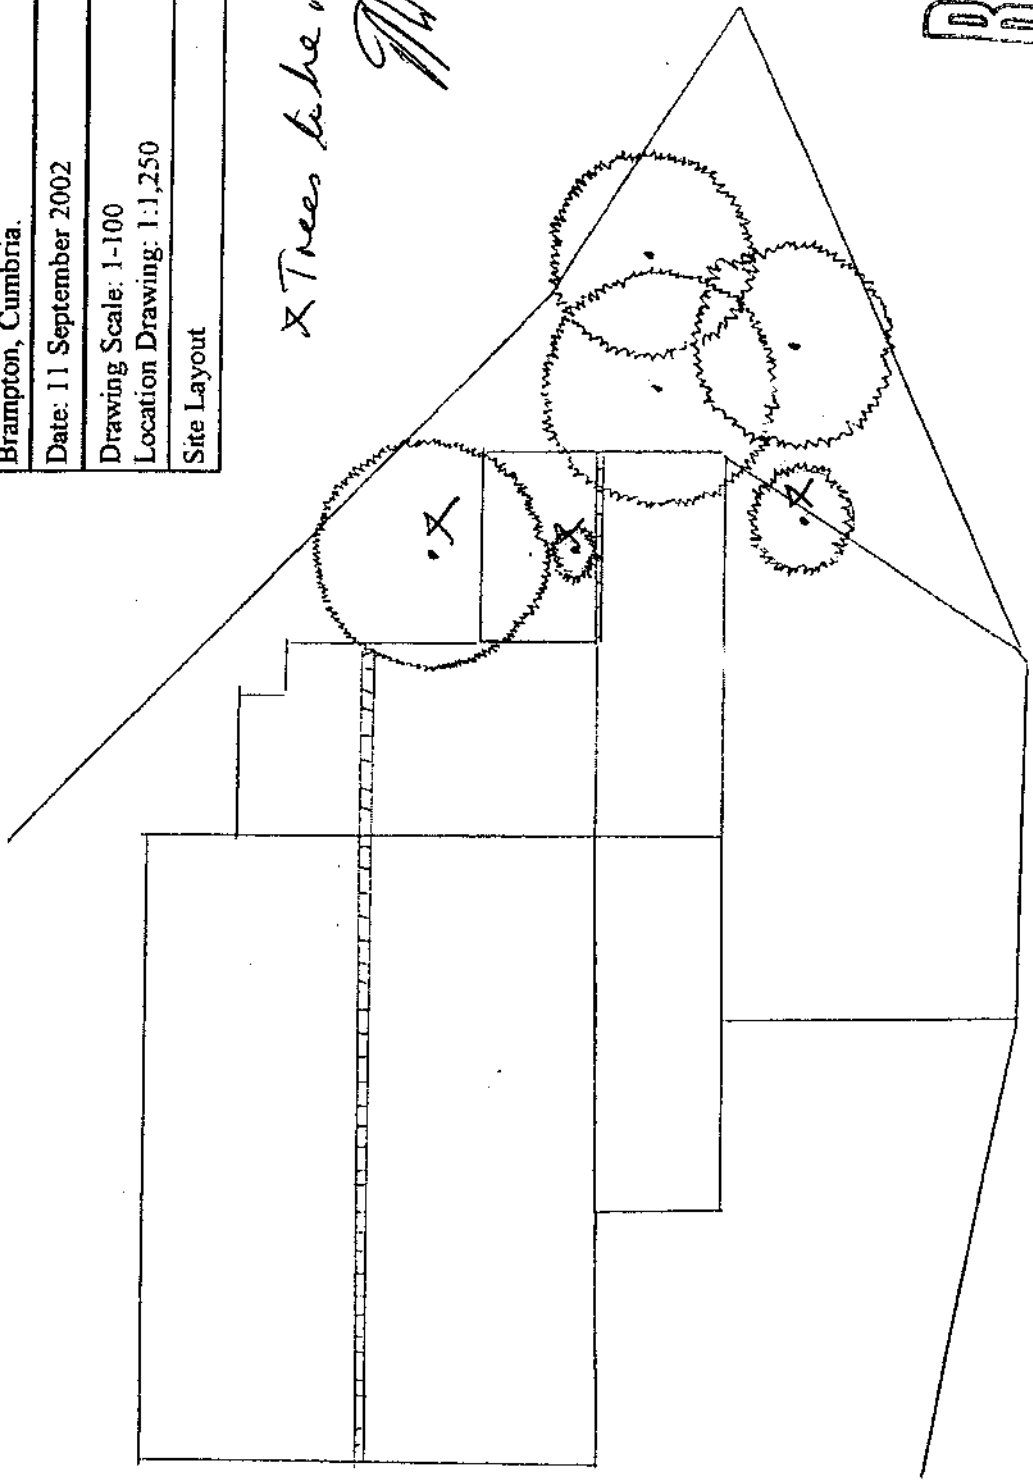 Brampton, Cumbria.
Date: 11 September 2002
Drawing Scale: 1-100
Location Drawing: 1:1,250
Site Layout
X Trees to be